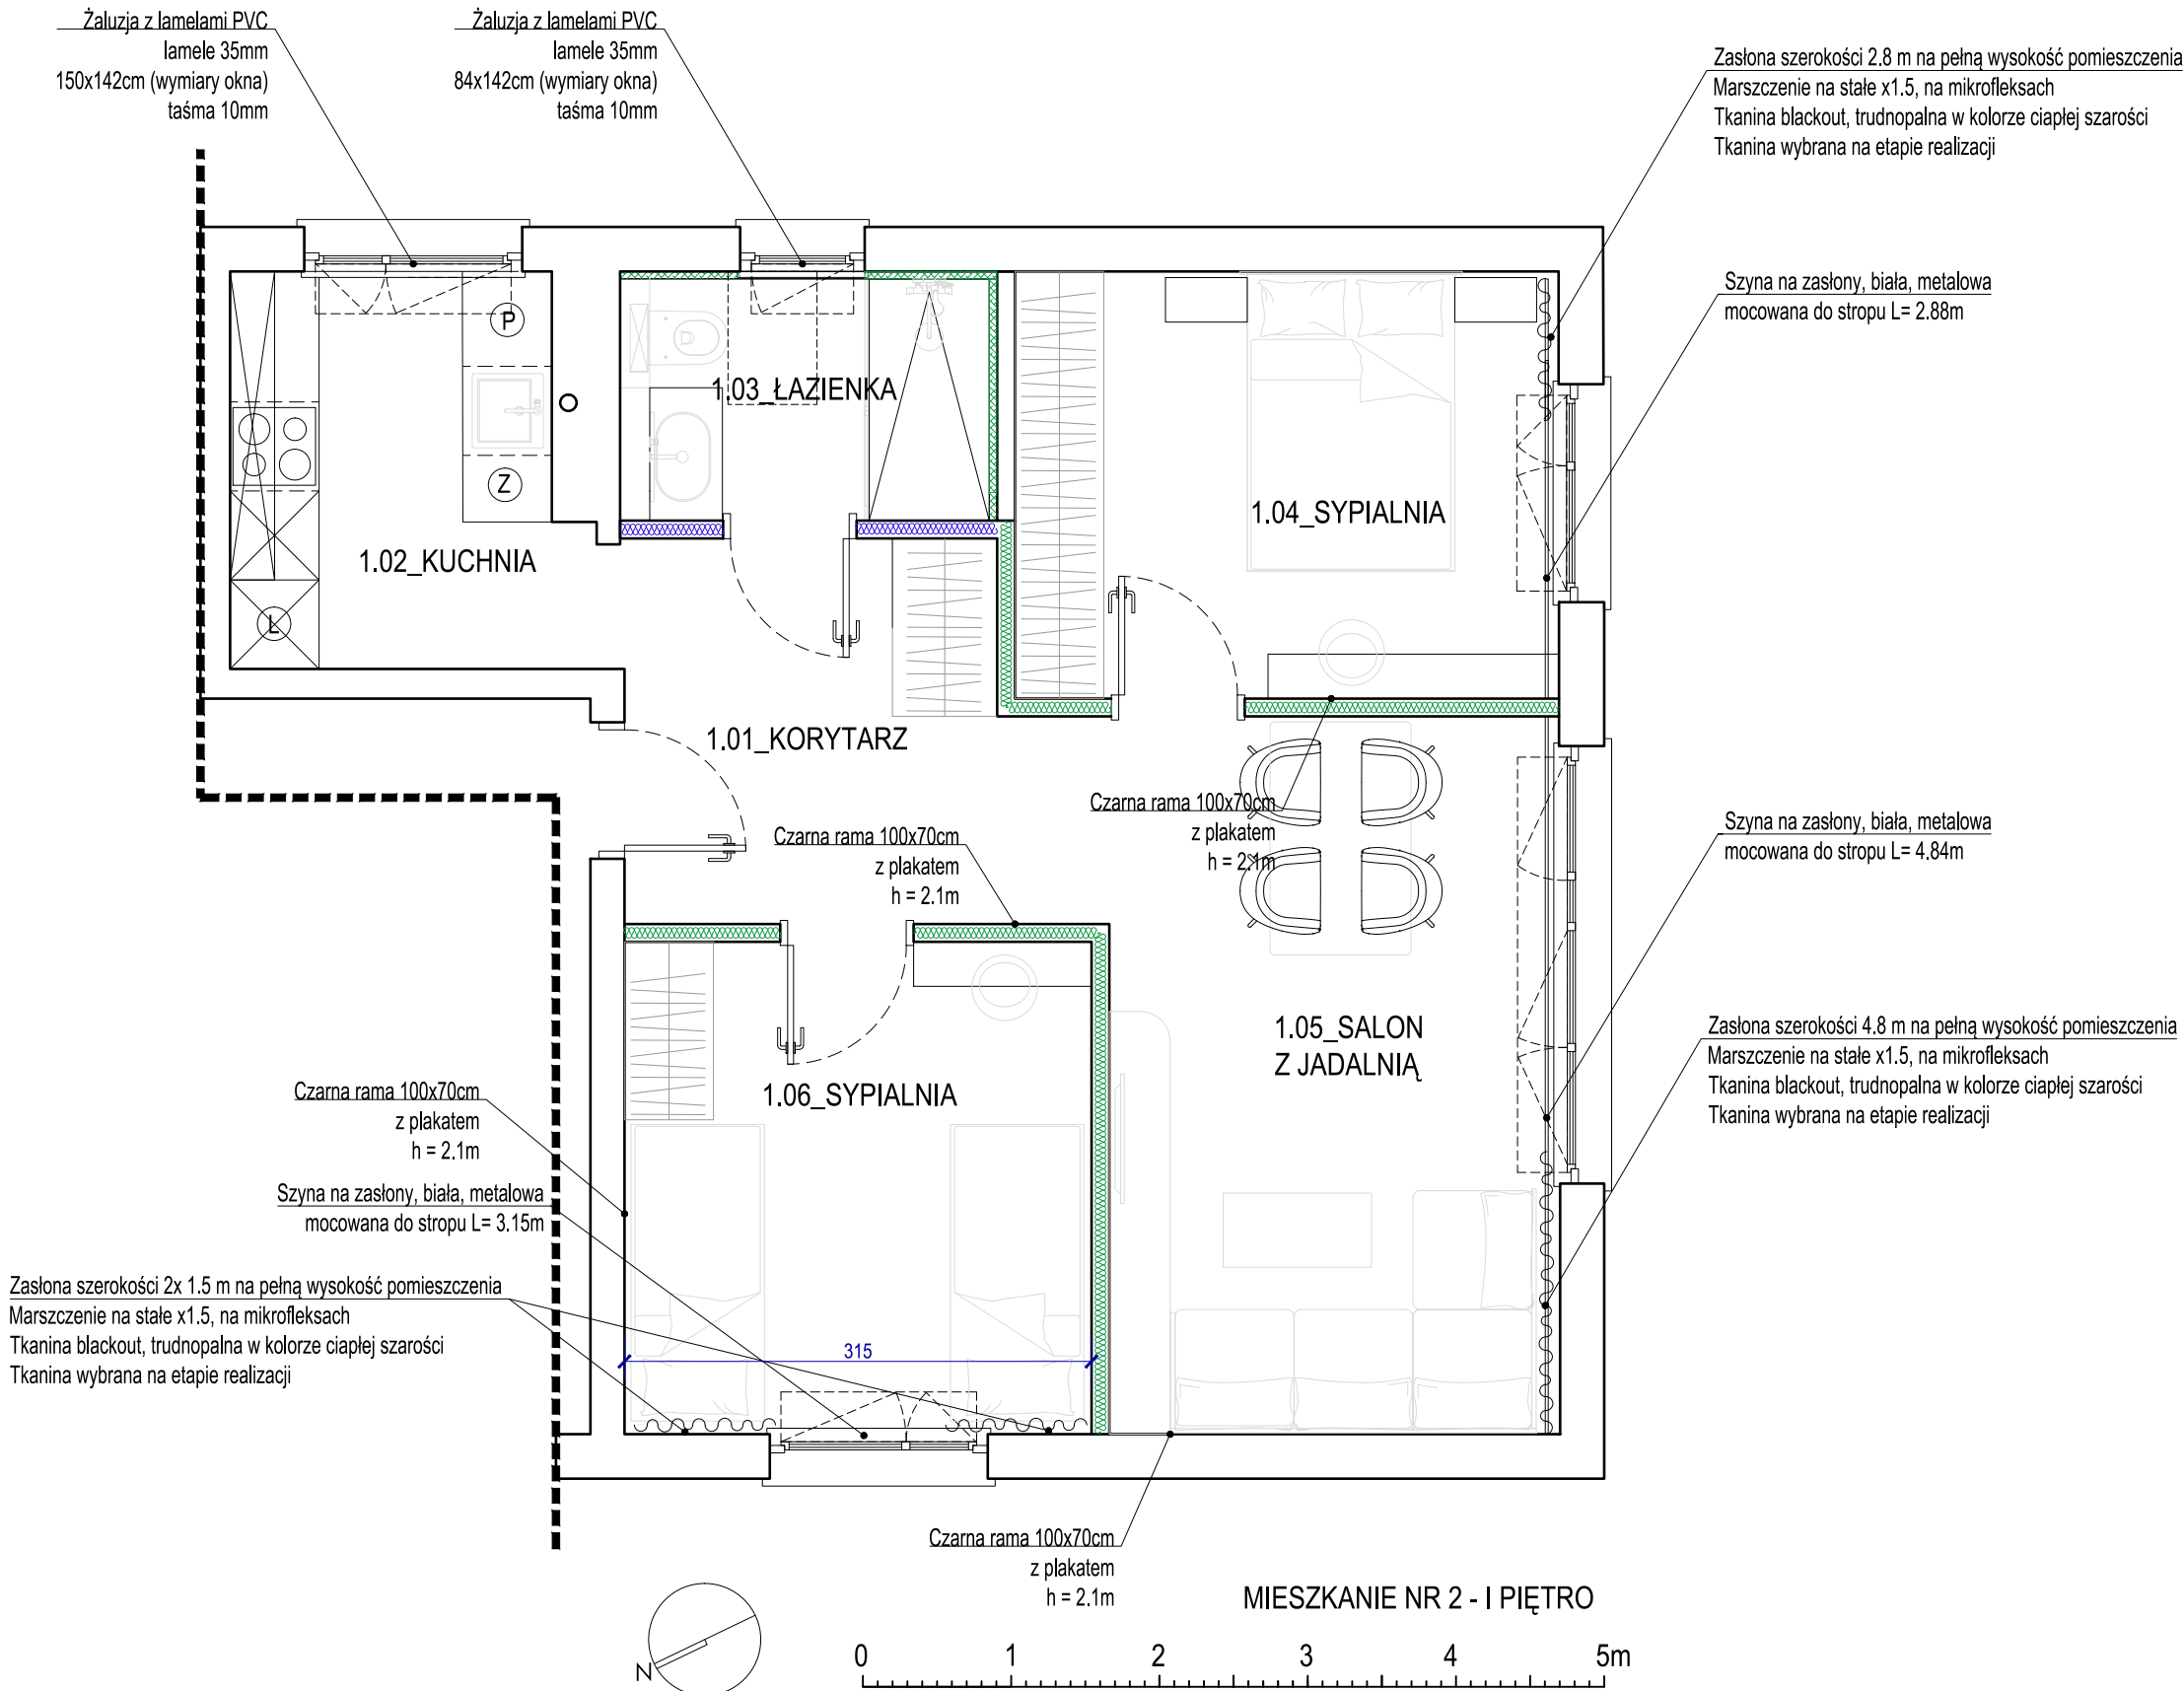 Żaluzja z lamelami PVC
lamele 35mm
150x142cm (wymiary okna)
taśma 10mm
Żaluzja z lamelami PVC
lamele 35mm
84x142cm (wymiary okna)
taśma 10mm
Zasłona szerokości 2.8 m na pełną wysokość pomieszczenia
Marszczenie na stałe x1.5, na mikrofleksach
Tkanina blackout, trudnopalna w kolorze ciapłej szarości
Tkanina wybrana na etapie realizacji
Szyna na zasłony, biała, metalowa
mocowana do stropu L= 2.88m
P
1.03_ŁAZIENKA
Z
1.04_SYPIALNIA
1.02_KUCHNIA
L
1.01_KORYTARZ
Czarna rama 100x70cm
z plakatem
h = 2.1m
Czarna rama 100x70cm
z plakatem
h = 2.1m
Szyna na zasłony, biała, metalowa
mocowana do stropu L= 4.84m
1.05_SALON
Z JADALNIĄ
Zasłona szerokości 4.8 m na pełną wysokość pomieszczenia
Marszczenie na stałe x1.5, na mikrofleksach
Tkanina blackout, trudnopalna w kolorze ciapłej szarości
Tkanina wybrana na etapie realizacji
1.06_SYPIALNIA
Czarna rama 100x70cm
z plakatem
h = 2.1m
Szyna na zasłony, biała, metalowa
mocowana do stropu L= 3.15m
Zasłona szerokości 2x 1.5 m na pełną wysokość pomieszczenia
Marszczenie na stałe x1.5, na mikrofleksach
Tkanina blackout, trudnopalna w kolorze ciapłej szarości
Tkanina wybrana na etapie realizacji
315
Czarna rama 100x70cm
z plakatem
h = 2.1m
MIESZKANIE NR 2 - I PIĘTRO
N
0 1 2 3 4 5m